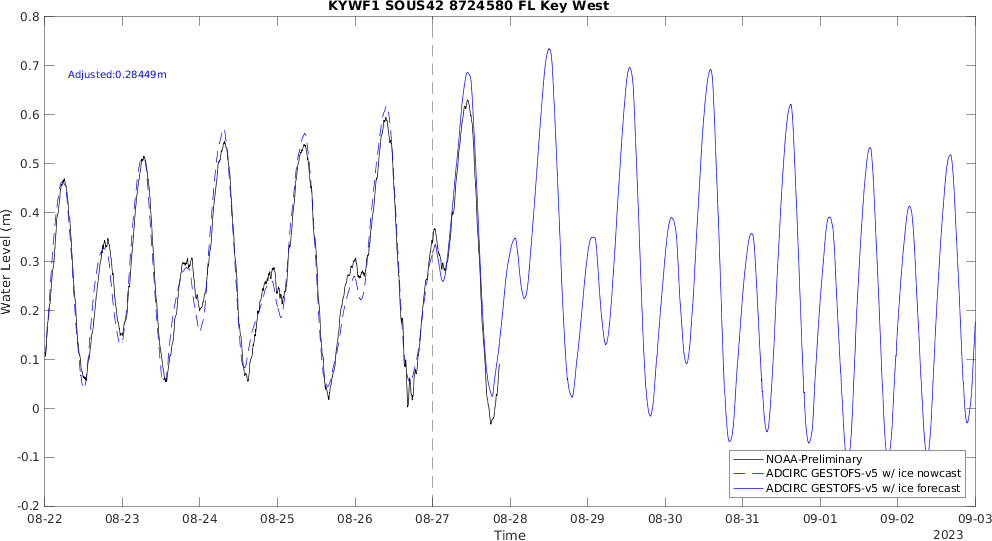 KYWF1 SOUS42 8724580 FL Key West
Adjusted:0.28449m
Water Level (m)
0.8
0.7
0.6
0.5
0.4
0.3
0.2
0.1
0
-0.1
-0.2
NOAA-Preliminary
ADCIRC GESTOFS-v5 w/ ice nowcast
ADCIRC GESTOFS-v5 w/ ice forecast
08-22 08-23 08-24 08-25 08-26 08-27 08-28 08-29 08-30 08-31 09-01 09-02 09-03
Time
2023